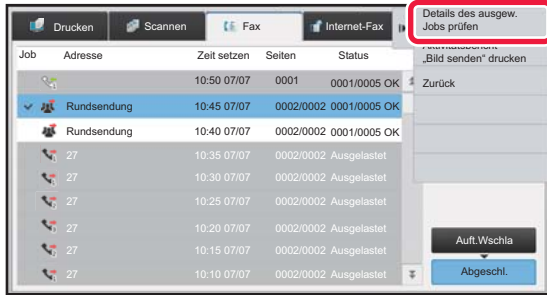 Drucken Scannen Fax Internet-Fax
Details des ausgew.
Jobs prüfen
Job Adresse Zeit setzen Seiten Status
„Bild senden“ drucken
10:50 07/07 0001 0001/0005 OK
Zurück
Rundsendung 10:45 07/07 0002/0002 0001/0005 OK
Rundsendung 10:40 07/07 0002/0002 0001/0005 OK
27 10:35 07/07 0002/0002 Ausgelastet
27 10:30 07/07 0002/0002 Ausgelastet
27 10:25 07/07 0002/0002 Ausgelastet
27 10:20 07/07 0002/0002 Ausgelastet
27 10:15 07/07 0002/0002 Ausgelastet
27 10:10 07/07 0002/0002 Ausgelastet
Auft.Wschla
Abgeschl.